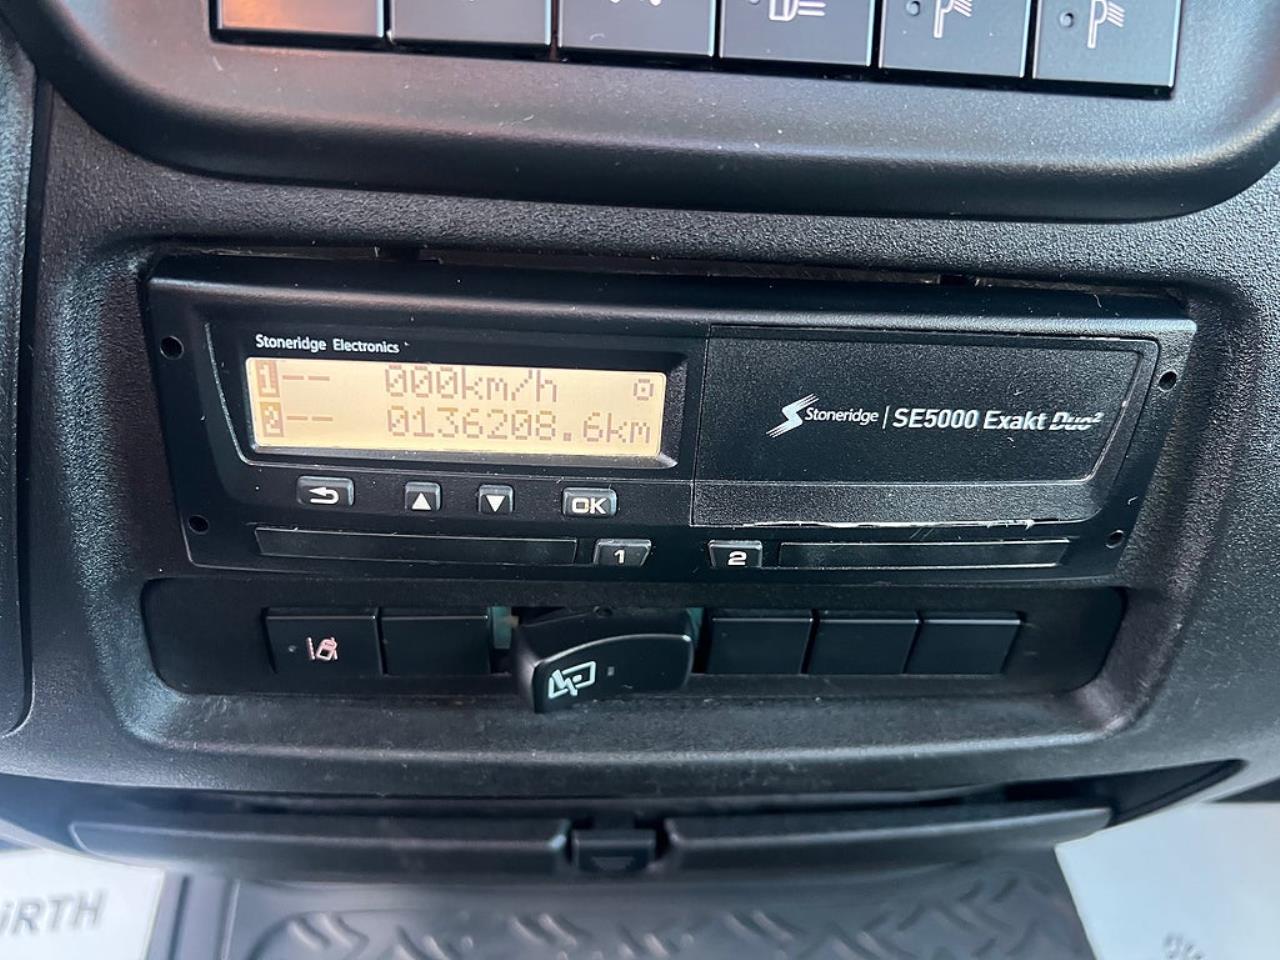 Stoneridge Electronics
1-- 000km/h
2-- 0136208.6km
Stoneridge | SE5000 Exakt Duo²
OK
1
2